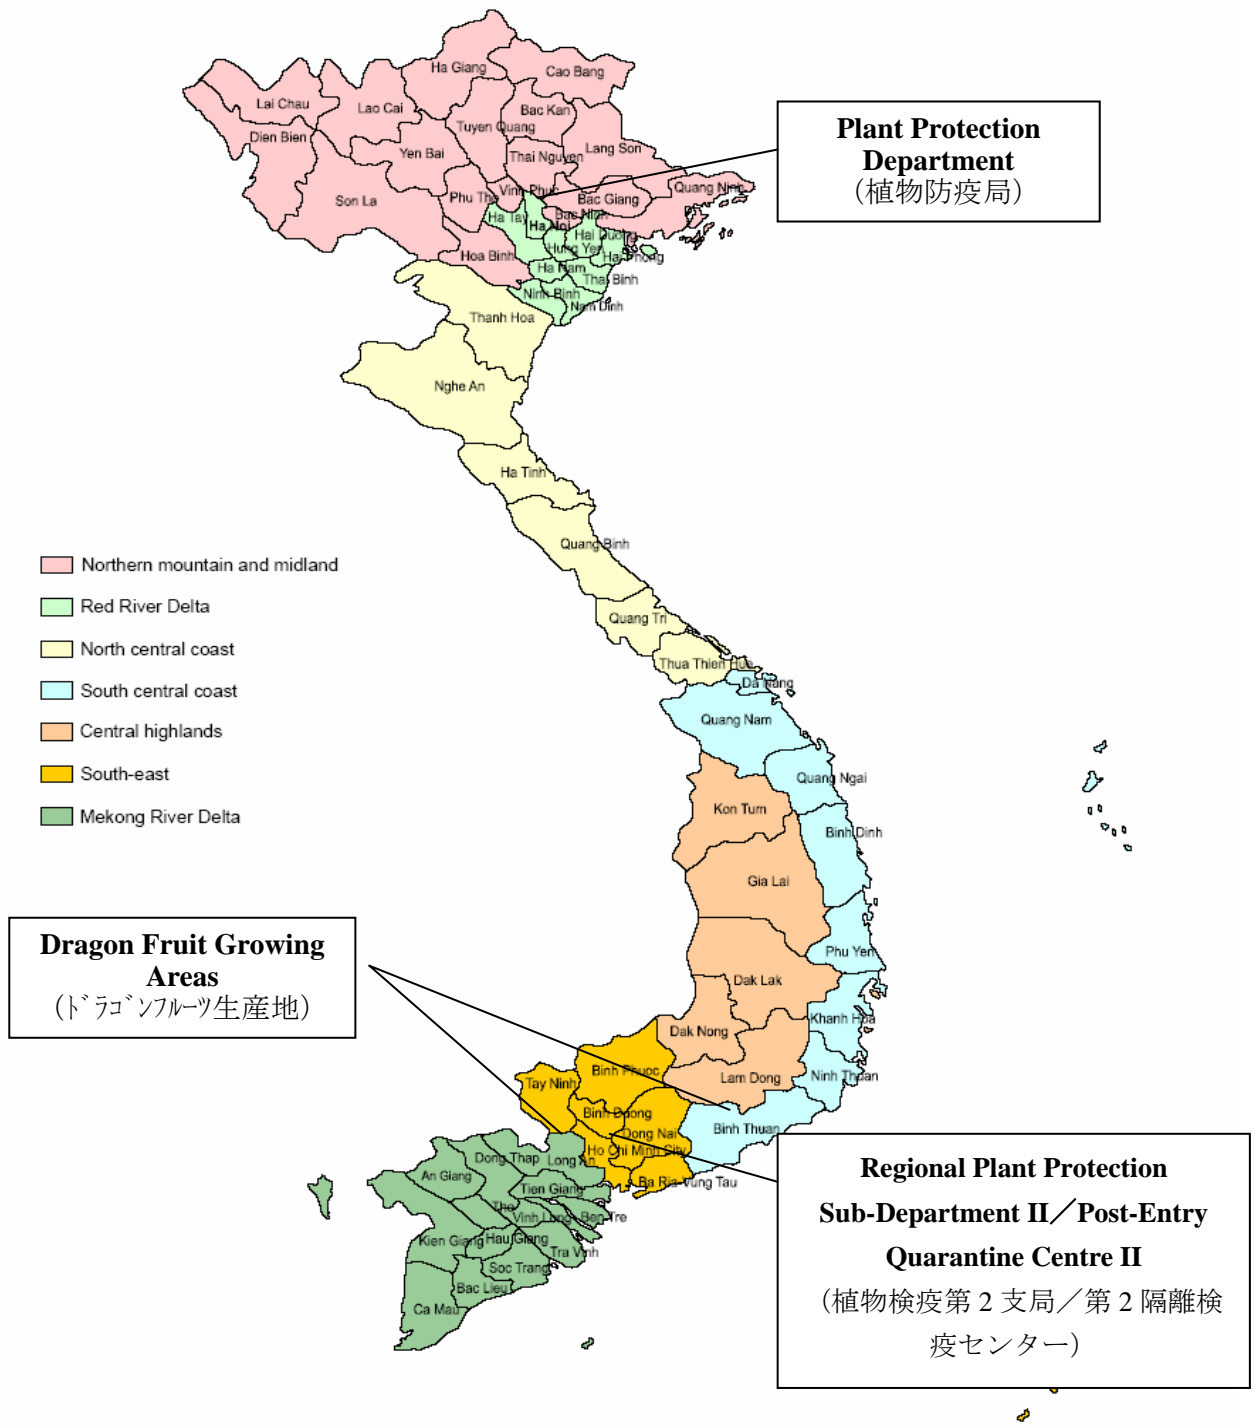 Ha Giang
Cao Bang
Lai Chau
Lao Cai
Bac Kan
Tuyen Quang
Dien Bien
Yen Bai
Thai Nguyen
Lang Son
Plant Protection
Department
（植物防疫局）
Son La
Phu Tho
Vinh Phuc
Bac Giang
Quang Ninh
Ha Tay
Ha Noi
Bac Ninh
Hai Duong
Hung Yen
Hai Phong
Hoa Binh
Ha Nam
Thai Binh
Ninh Binh
Nam Dinh
Thanh Hoa
Nghe An
Ha Tinh
Quang Binh
Quang Tri
Thua Thien Hue
Da Nang
Northern mountain and midland
Red River Delta
North central coast
South central coast
Central highlands
South-east
Mekong River Delta
Quang Nam
Quang Ngai
Kon Tum
Binh Dinh
Gia Lai
Phu Yen
Dak Lak
Khanh Hoa
Dak Nong
Lam Dong
Ninh Thuan
Dragon Fruit Growing
Areas
（ﾄﾞﾗｺﾞﾝﾌﾙｰﾂ生産地）
Binh Phuoc
Tay Ninh
Binh Duong
Dong Nai
Binh Thuan
Ho Chi Minh City
Ba Ria-Vung Tau
Dong Thap
Long An
An Giang
Tien Giang
Tho
Vinh Long
Ben Tre
Kien Giang
Hau Giang
Tra Vinh
Soc Trang
Bac Lieu
Ca Mau
Regional Plant Protection
Sub-Department II／Post-Entry
Quarantine Centre II
（植物検疫第 2 支局／第 2 隔離検
疫センター）